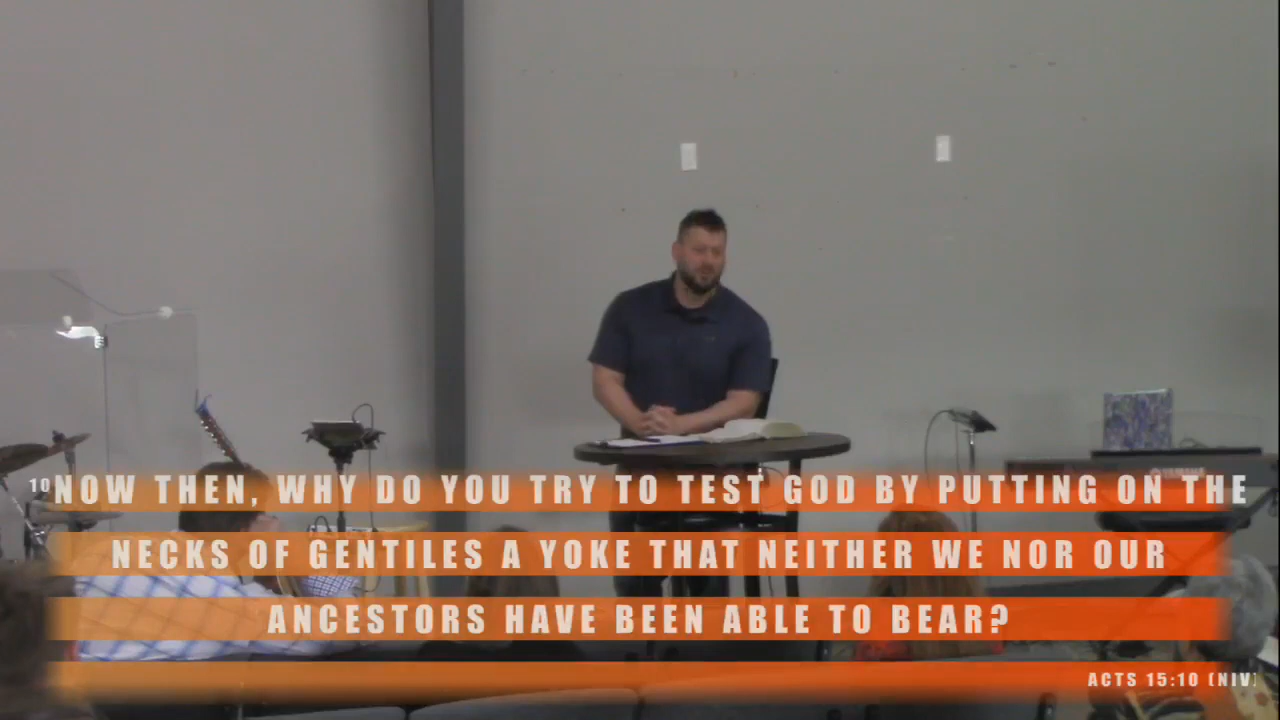 ¹⁰NOW THEN, WHY DO YOU TRY TO TEST GOD BY PUTTING ON THE
NECKS OF GENTILES A YOKE THAT NEITHER WE NOR OUR
ANCESTORS HAVE BEEN ABLE TO BEAR?
ACTS 15:10 (NIV)
YAMAHA